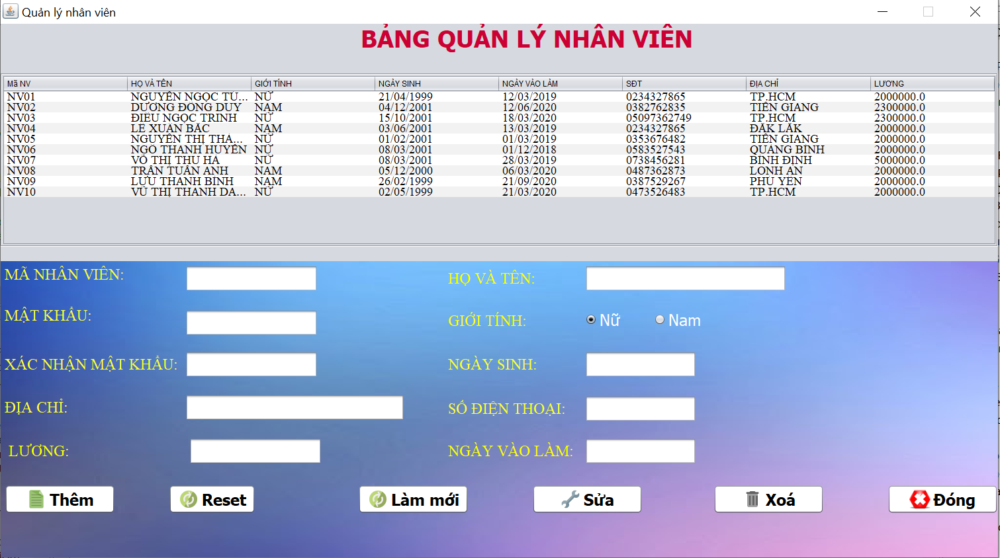 Quản lý nhân viên
BẢNG QUẢN LÝ NHÂN VIÊN
Mã NV HỌ VÀ TÊN GIỚI TÍNH NGÀY SINH NGÀY VÀO LÀM SĐT ĐỊA CHỈ LƯƠNG
NV01 NGUYỄN NGỌC TÚ... NỮ 21/04/1999 12/03/2019 0234327865 TP.HCM 2000000.0
NV02 DƯƠNG ĐÔNG DUY NAM 04/12/2001 12/06/2020 0382762835 TIỀN GIANG 2300000.0
NV03 ĐIỂU NGỌC TRINH NỮ 15/10/2001 18/03/2020 05097362749 TP.HCM 2300000.0
NV04 LÊ XUÂN BẮC NAM 03/06/2001 13/03/2019 0234327865 ĐĂK LĂK 2000000.0
NV05 NGUYỄN THỊ THA... NỮ 01/02/2001 01/03/2019 0353676482 TIỀN GIANG 2000000.0
NV06 NGÔ THANH HUYỀN NỮ 08/03/2001 01/12/2018 0583527543 QUẢNG BÌNH 2000000.0
NV07 VÕ THỊ THU HÀ NỮ 08/03/2001 28/03/2019 0738456281 BÌNH ĐỊNH 5000000.0
NV08 TRẦN TUẤN ANH NAM 05/12/2000 06/03/2020 0487362873 LONH AN 2000000.0
NV09 LƯU THANH BÌNH NAM 26/02/1999 21/09/2020 0387529267 PHÚ YÊN 2000000.0
NV10 VŨ THỊ THANH DA... NỮ 02/05/1999 21/03/2020 0473526483 TP.HCM 2000000.0
MÃ NHÂN VIÊN: HỌ VÀ TÊN:
MẬT KHẨU: GIỚI TÍNH: Nữ Nam
XÁC NHẬN MẬT KHẨU: NGÀY SINH:
ĐỊA CHỈ: SỐ ĐIỆN THOẠI:
LƯƠNG: NGÀY VÀO LÀM:
Thêm Reset Làm mới Sửa Xoá Đóng